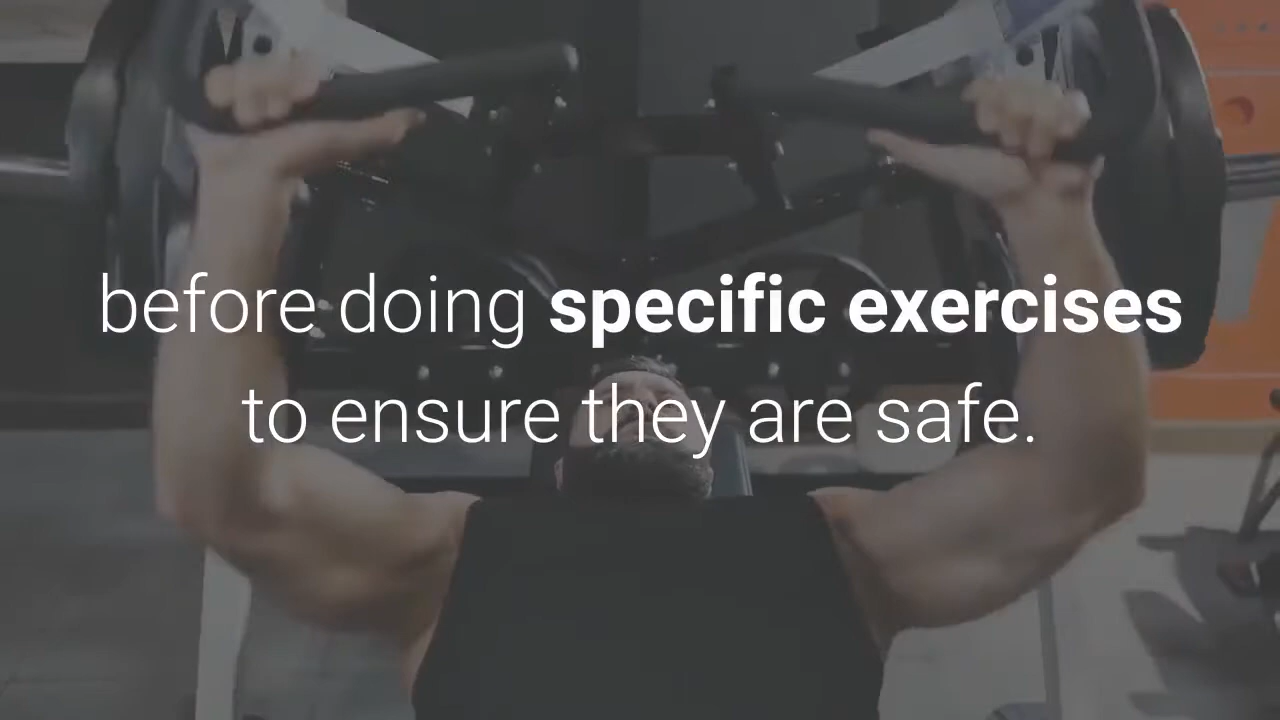 before doing specific exercises
to ensure they are safe.